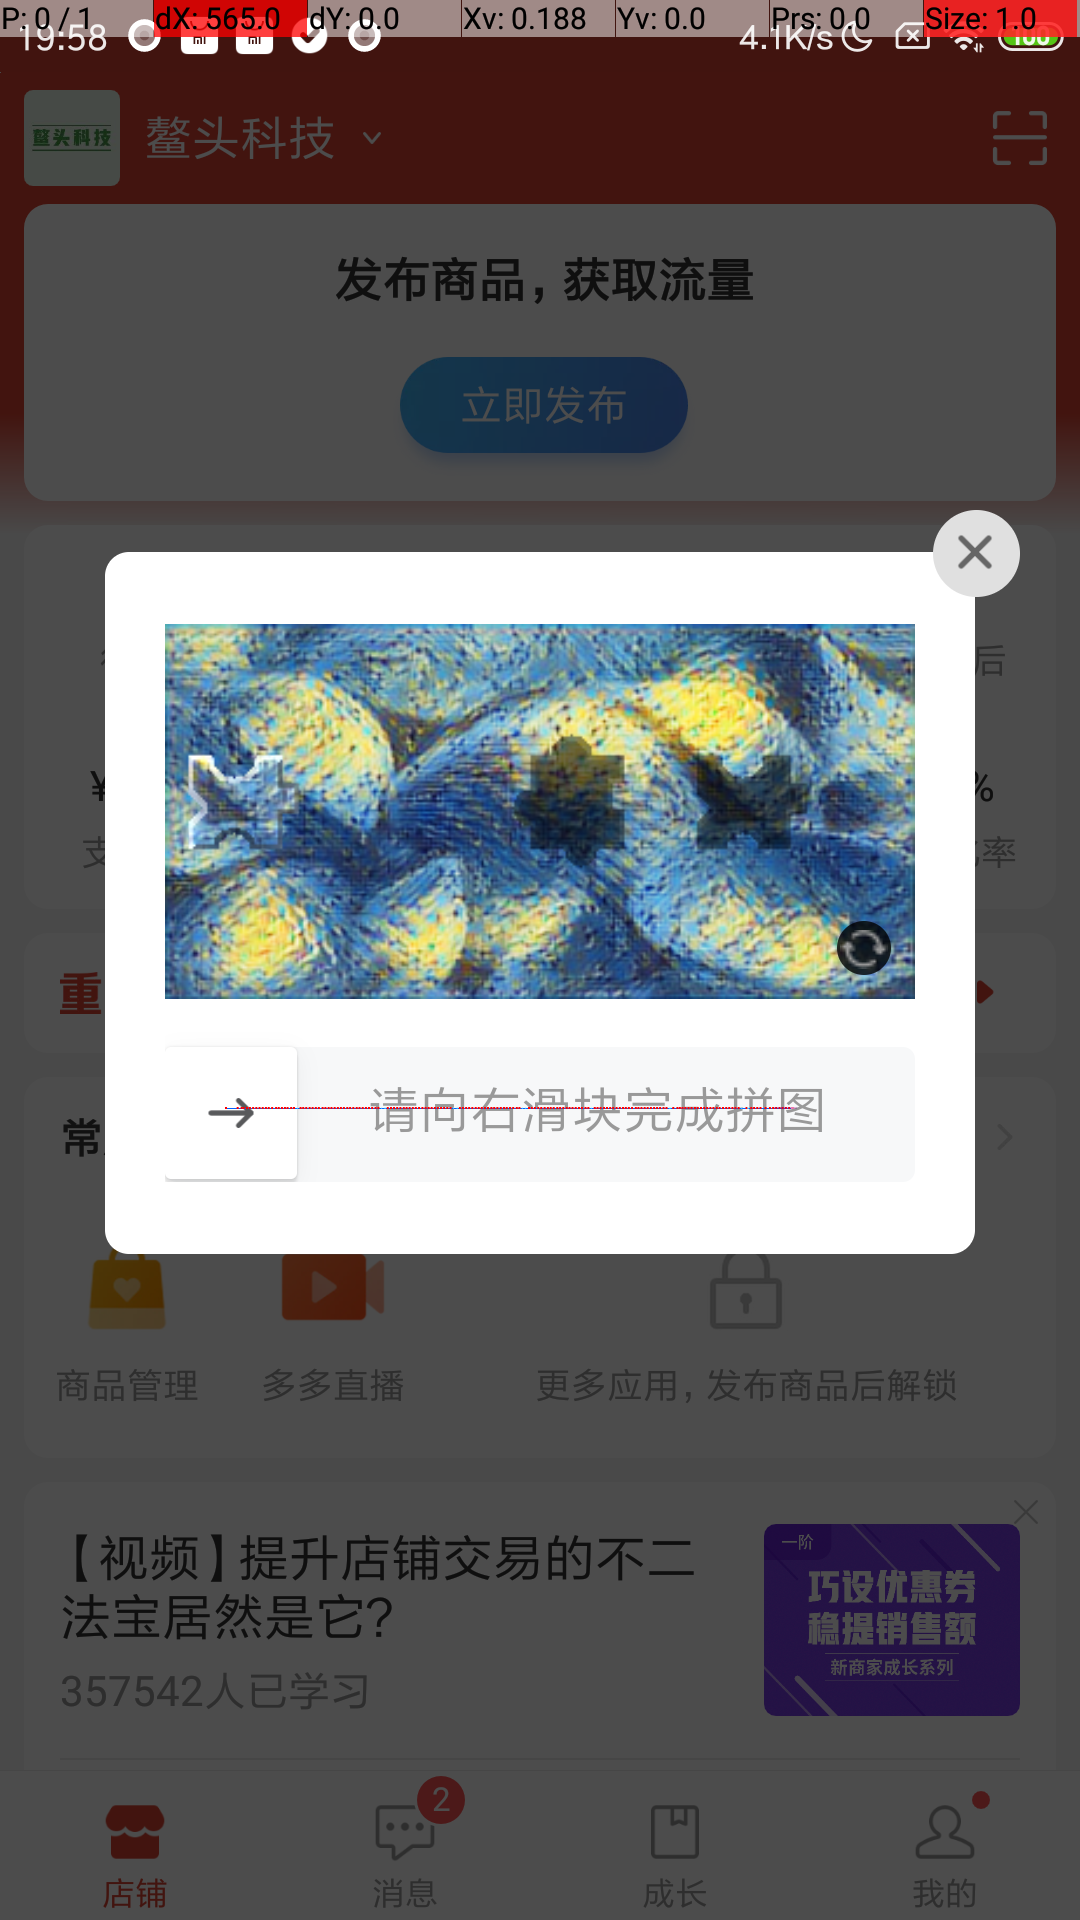 P: 0 / 1 dX: 565.0 dY: 0.0 Xv: 0.188 Yv: 0.0 Prs: 0.0 Size: 1.0
19:58 4.1K/s 100
鳌头科技 鳌头科技
发布商品，获取流量
立即发布
后
¥ %
支 率
重
请向右滑块完成拼图
常
商品管理 多多直播 更多应用，发布商品后解锁
【视频】提升店铺交易的不二
法宝居然是它?
357542人已学习
一阶
巧设优惠券
稳提销售额
新商家成长系列
2
店铺 消息 成长 我的